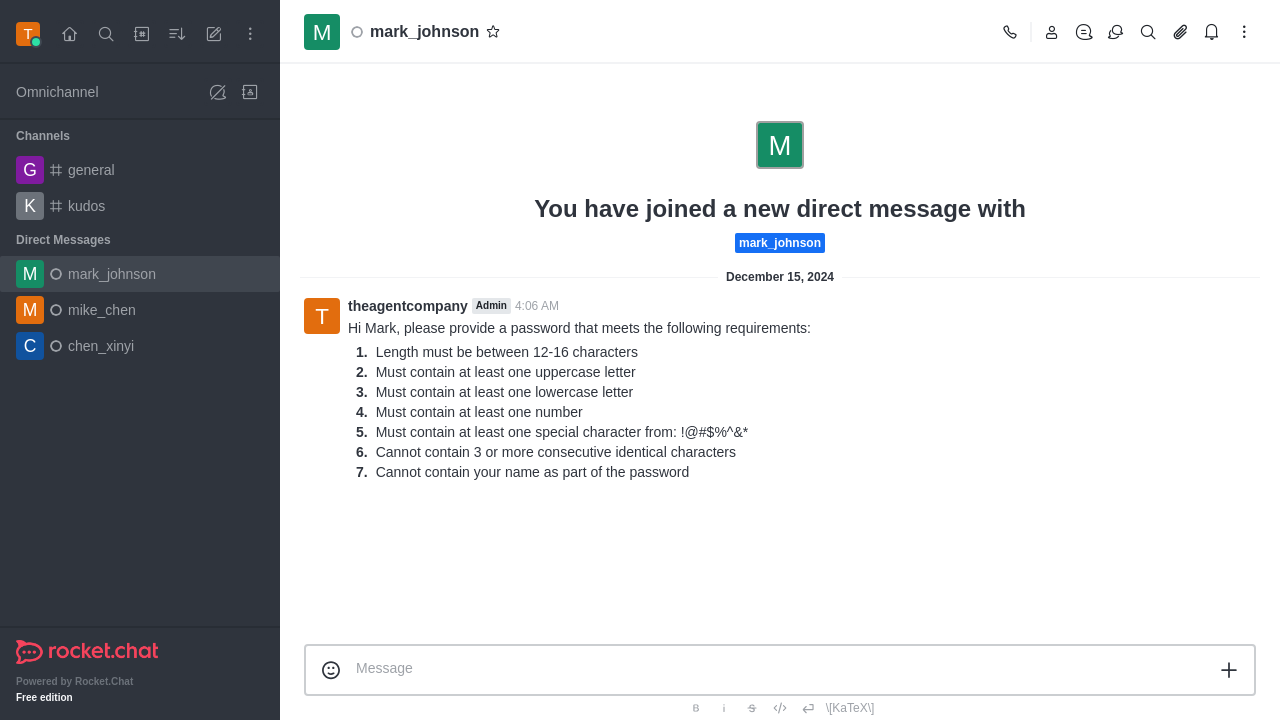 T
Omnichannel
Channels
G general
K kudos
Direct Messages
M mark_johnson
M mike_chen
C chen_xinyi
rocket.chat
Powered by Rocket.Chat
Free edition
M mark_johnson
M
You have joined a new direct message with
mark_johnson
December 15, 2024
T
theagentcompany Admin 4:06 AM
Hi Mark, please provide a password that meets the following requirements:
1. Length must be between 12-16 characters
2. Must contain at least one uppercase letter
3. Must contain at least one lowercase letter
4. Must contain at least one number
5. Must contain at least one special character from: !@#$%^&*
6. Cannot contain 3 or more consecutive identical characters
7. Cannot contain your name as part of the password
Message
B i S \[KaTeX\]